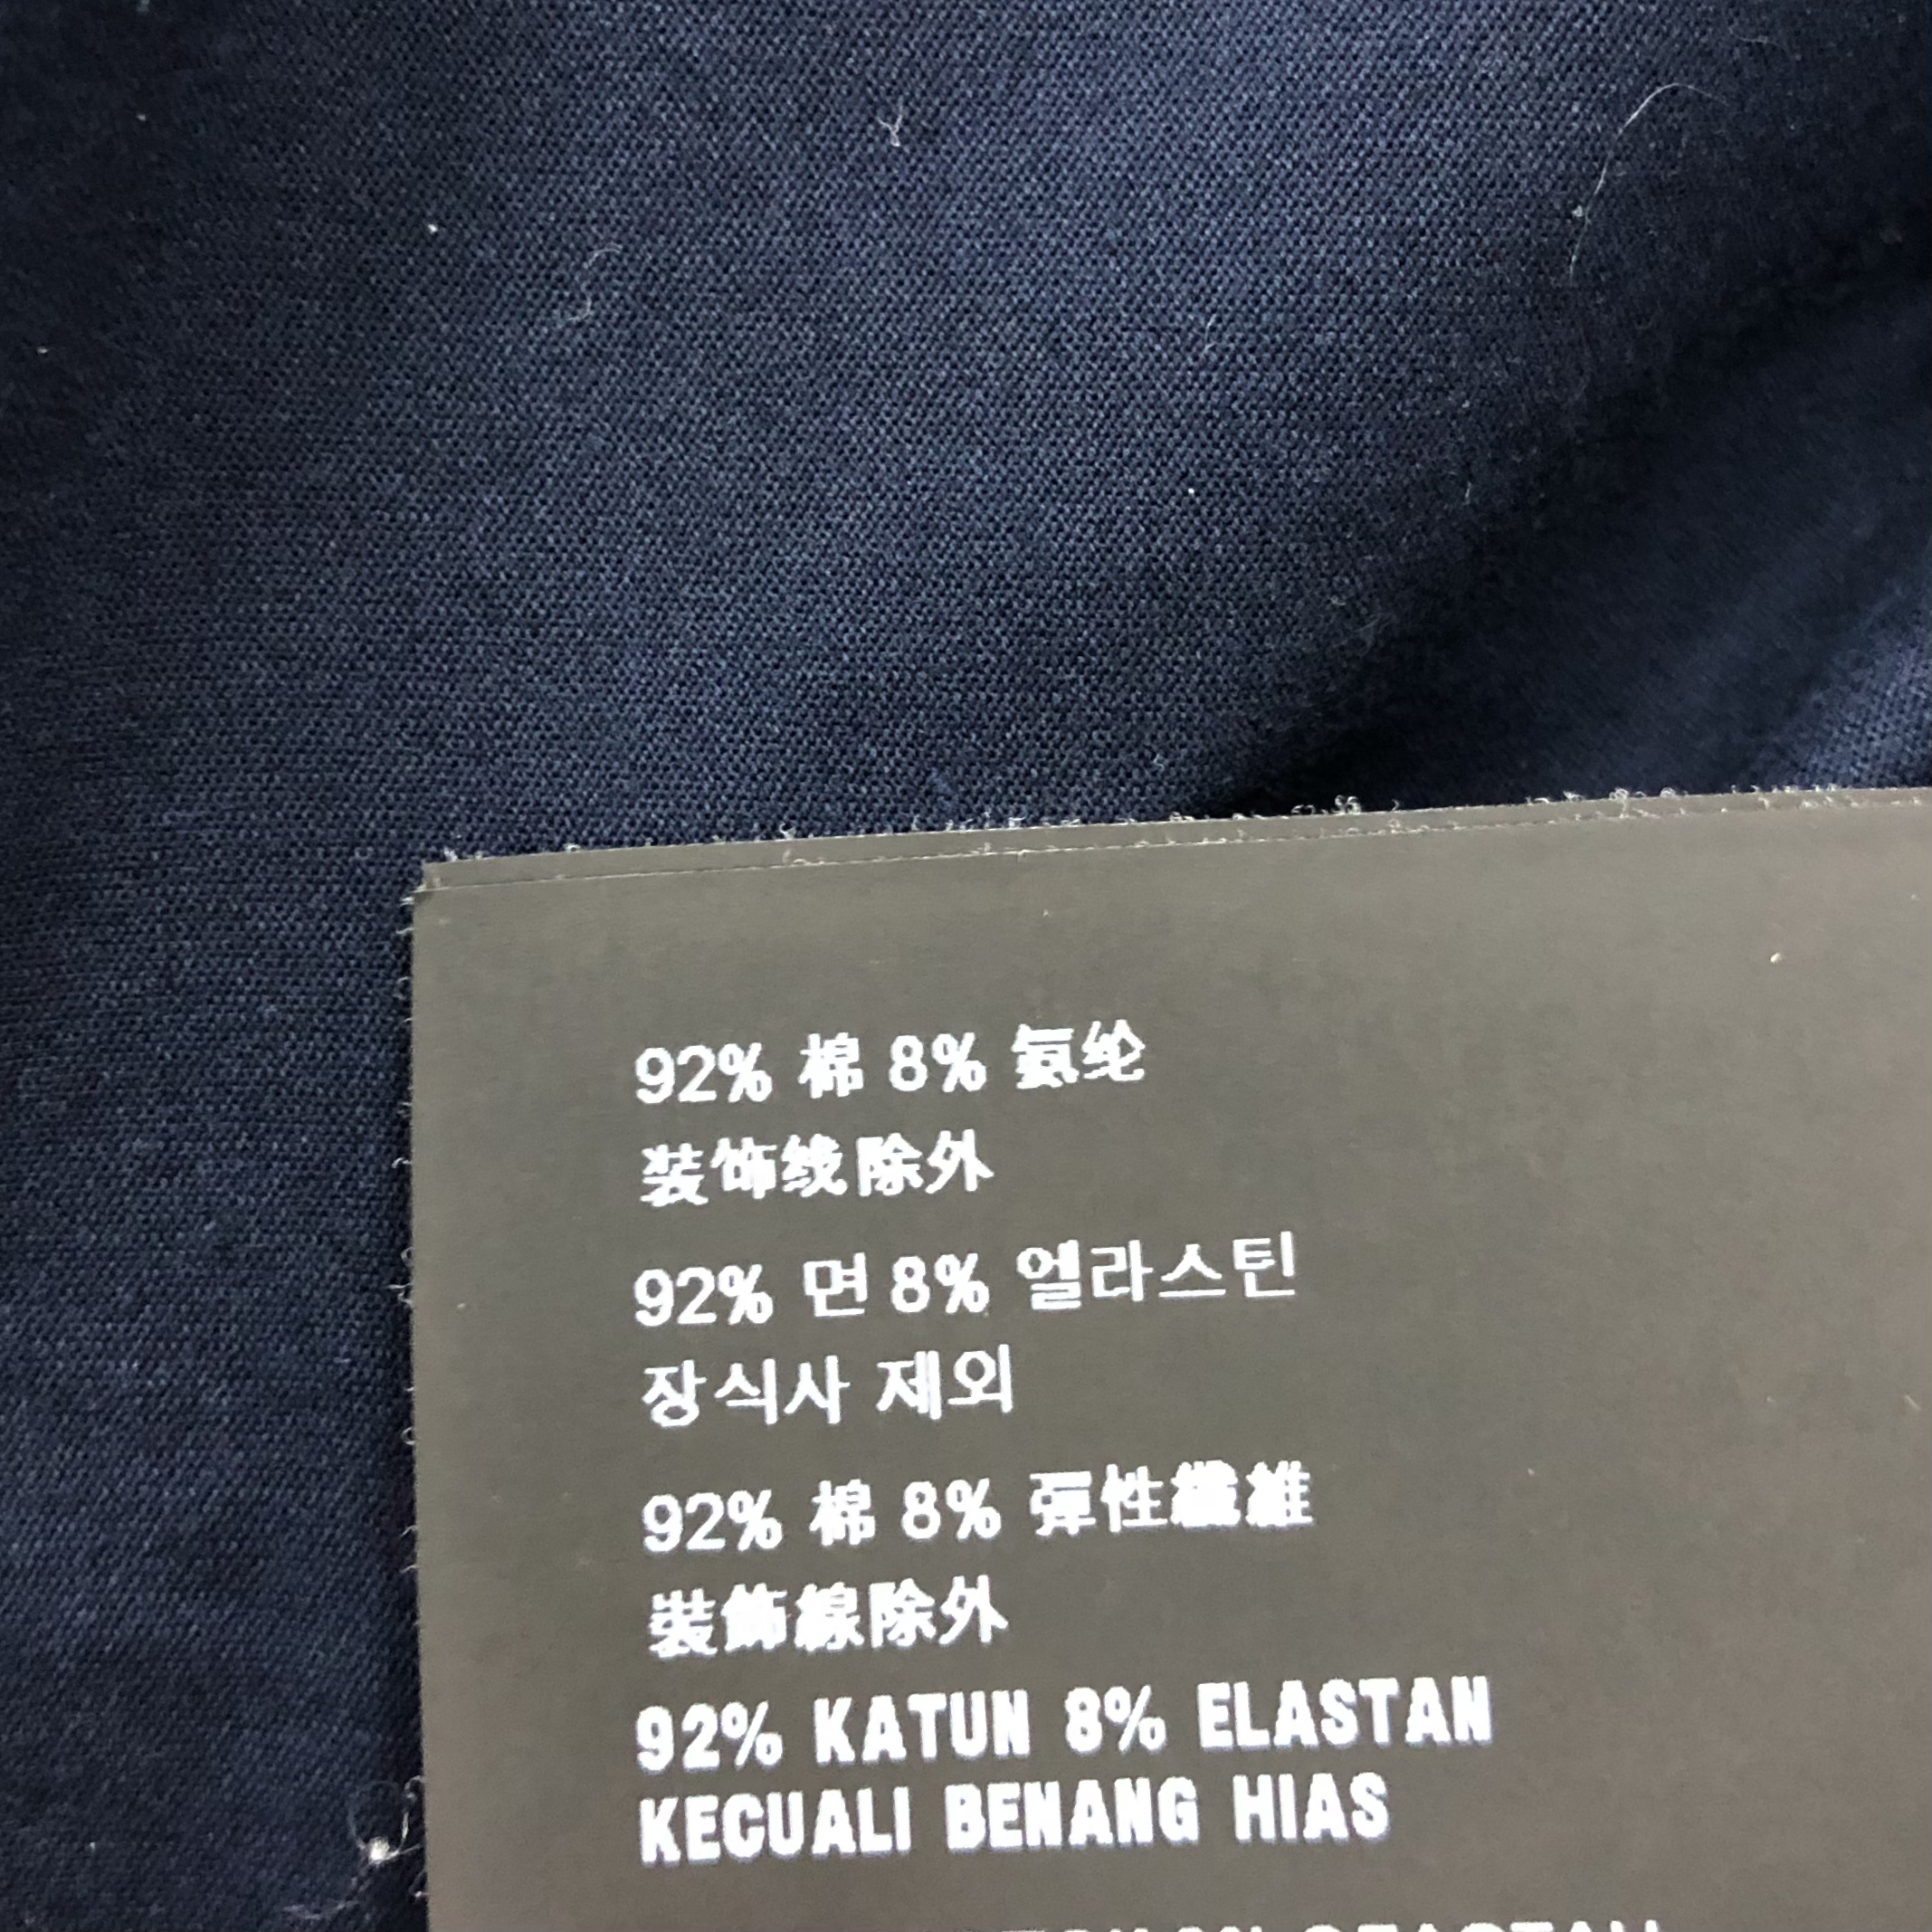 92% 棉 8% 氨纶
装饰线除外
92% 면 8% 엘라스틴
장식사 제외
92% 棉 8% 彈性纖維
裝飾線除外
92% KATUN 8% ELASTAN
KECUALI BENANG HIAS